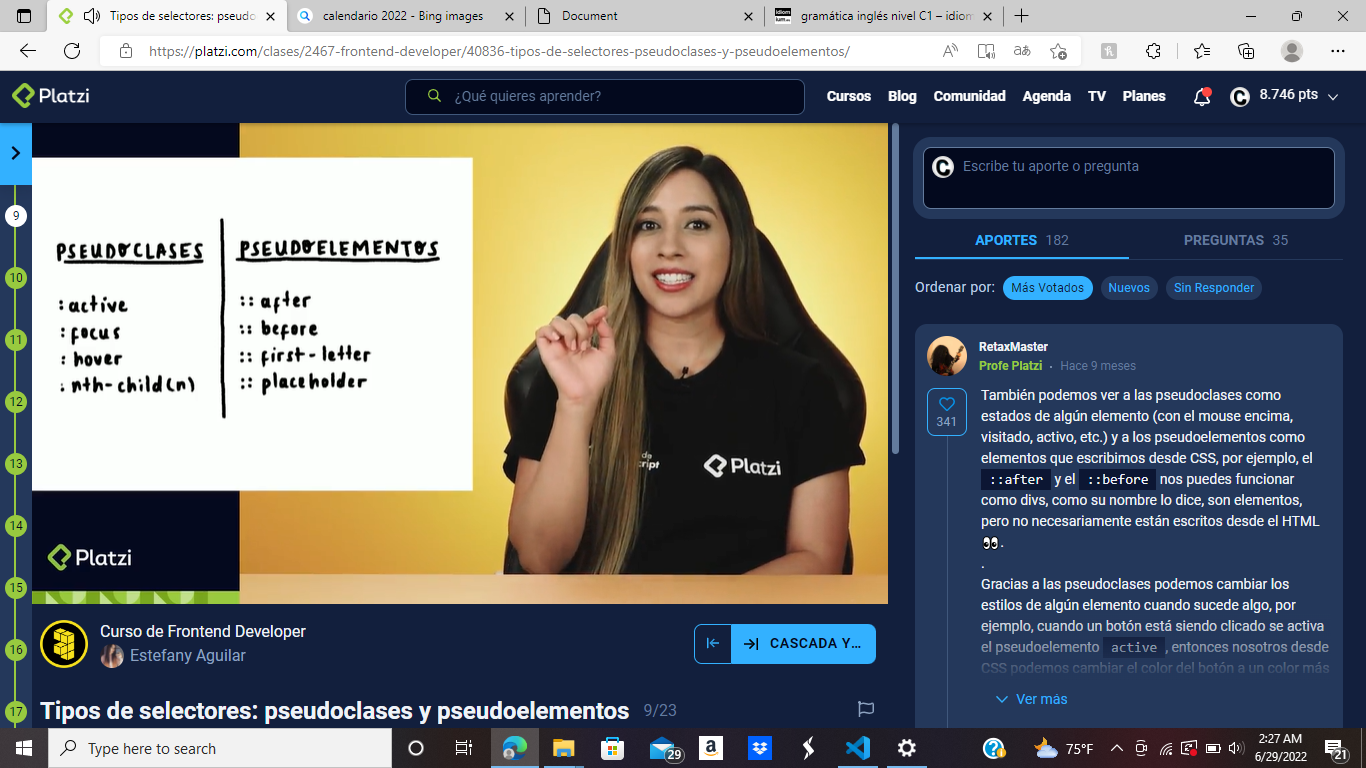 Tipos de selectores: pseudo
calendario 2022 - Bing images
Document
idiom
ium.com
gramática inglés nivel C1 – idiom
https://platzi.com/clases/2467-frontend-developer/40836-tipos-de-selectores-pseudoclases-y-pseudoelementos/
Platzi
¿Qué quieres aprender?
Cursos
Blog
Comunidad
Agenda
TV
Planes
8.746 pts
9
10
11
12
13
14
15
16
17
PSEUDOCLASES
:active
:focus
:hover
:nth-child(n)
PSEUDOELEMENTOS
::after
::before
::first-letter
::placeholder
Platzi
Platzi
Curso de Frontend Developer
Estefany Aguilar
CASCADA Y…
Tipos de selectores: pseudoclases y pseudoelementos
9/23
Escribe tu aporte o pregunta
APORTES 182
PREGUNTAS 35
Ordenar por:
Más Votados
Nuevos
Sin Responder
RetaxMaster
Profe Platzi · Hace 9 meses
341
También podemos ver a las pseudoclases como
estados de algún elemento (con el mouse encima,
visitado, activo, etc.) y a los pseudoelementos como
elementos que escribimos desde CSS, por ejemplo, el
::after y el ::before nos puedes funcionar
como divs, como su nombre lo dice, son elementos,
pero no necesariamente están escritos desde el HTML
👀.
.
Gracias a las pseudoclases podemos cambiar los
estilos de algún elemento cuando sucede algo, por
ejemplo, cuando un botón está siendo clicado se activa
el pseudoelemento active, entonces nosotros desde
CSS podemos cambiar el color del botón a un color más
Ver más
Type here to search
29
75°F
2:27 AM
6/29/2022
21